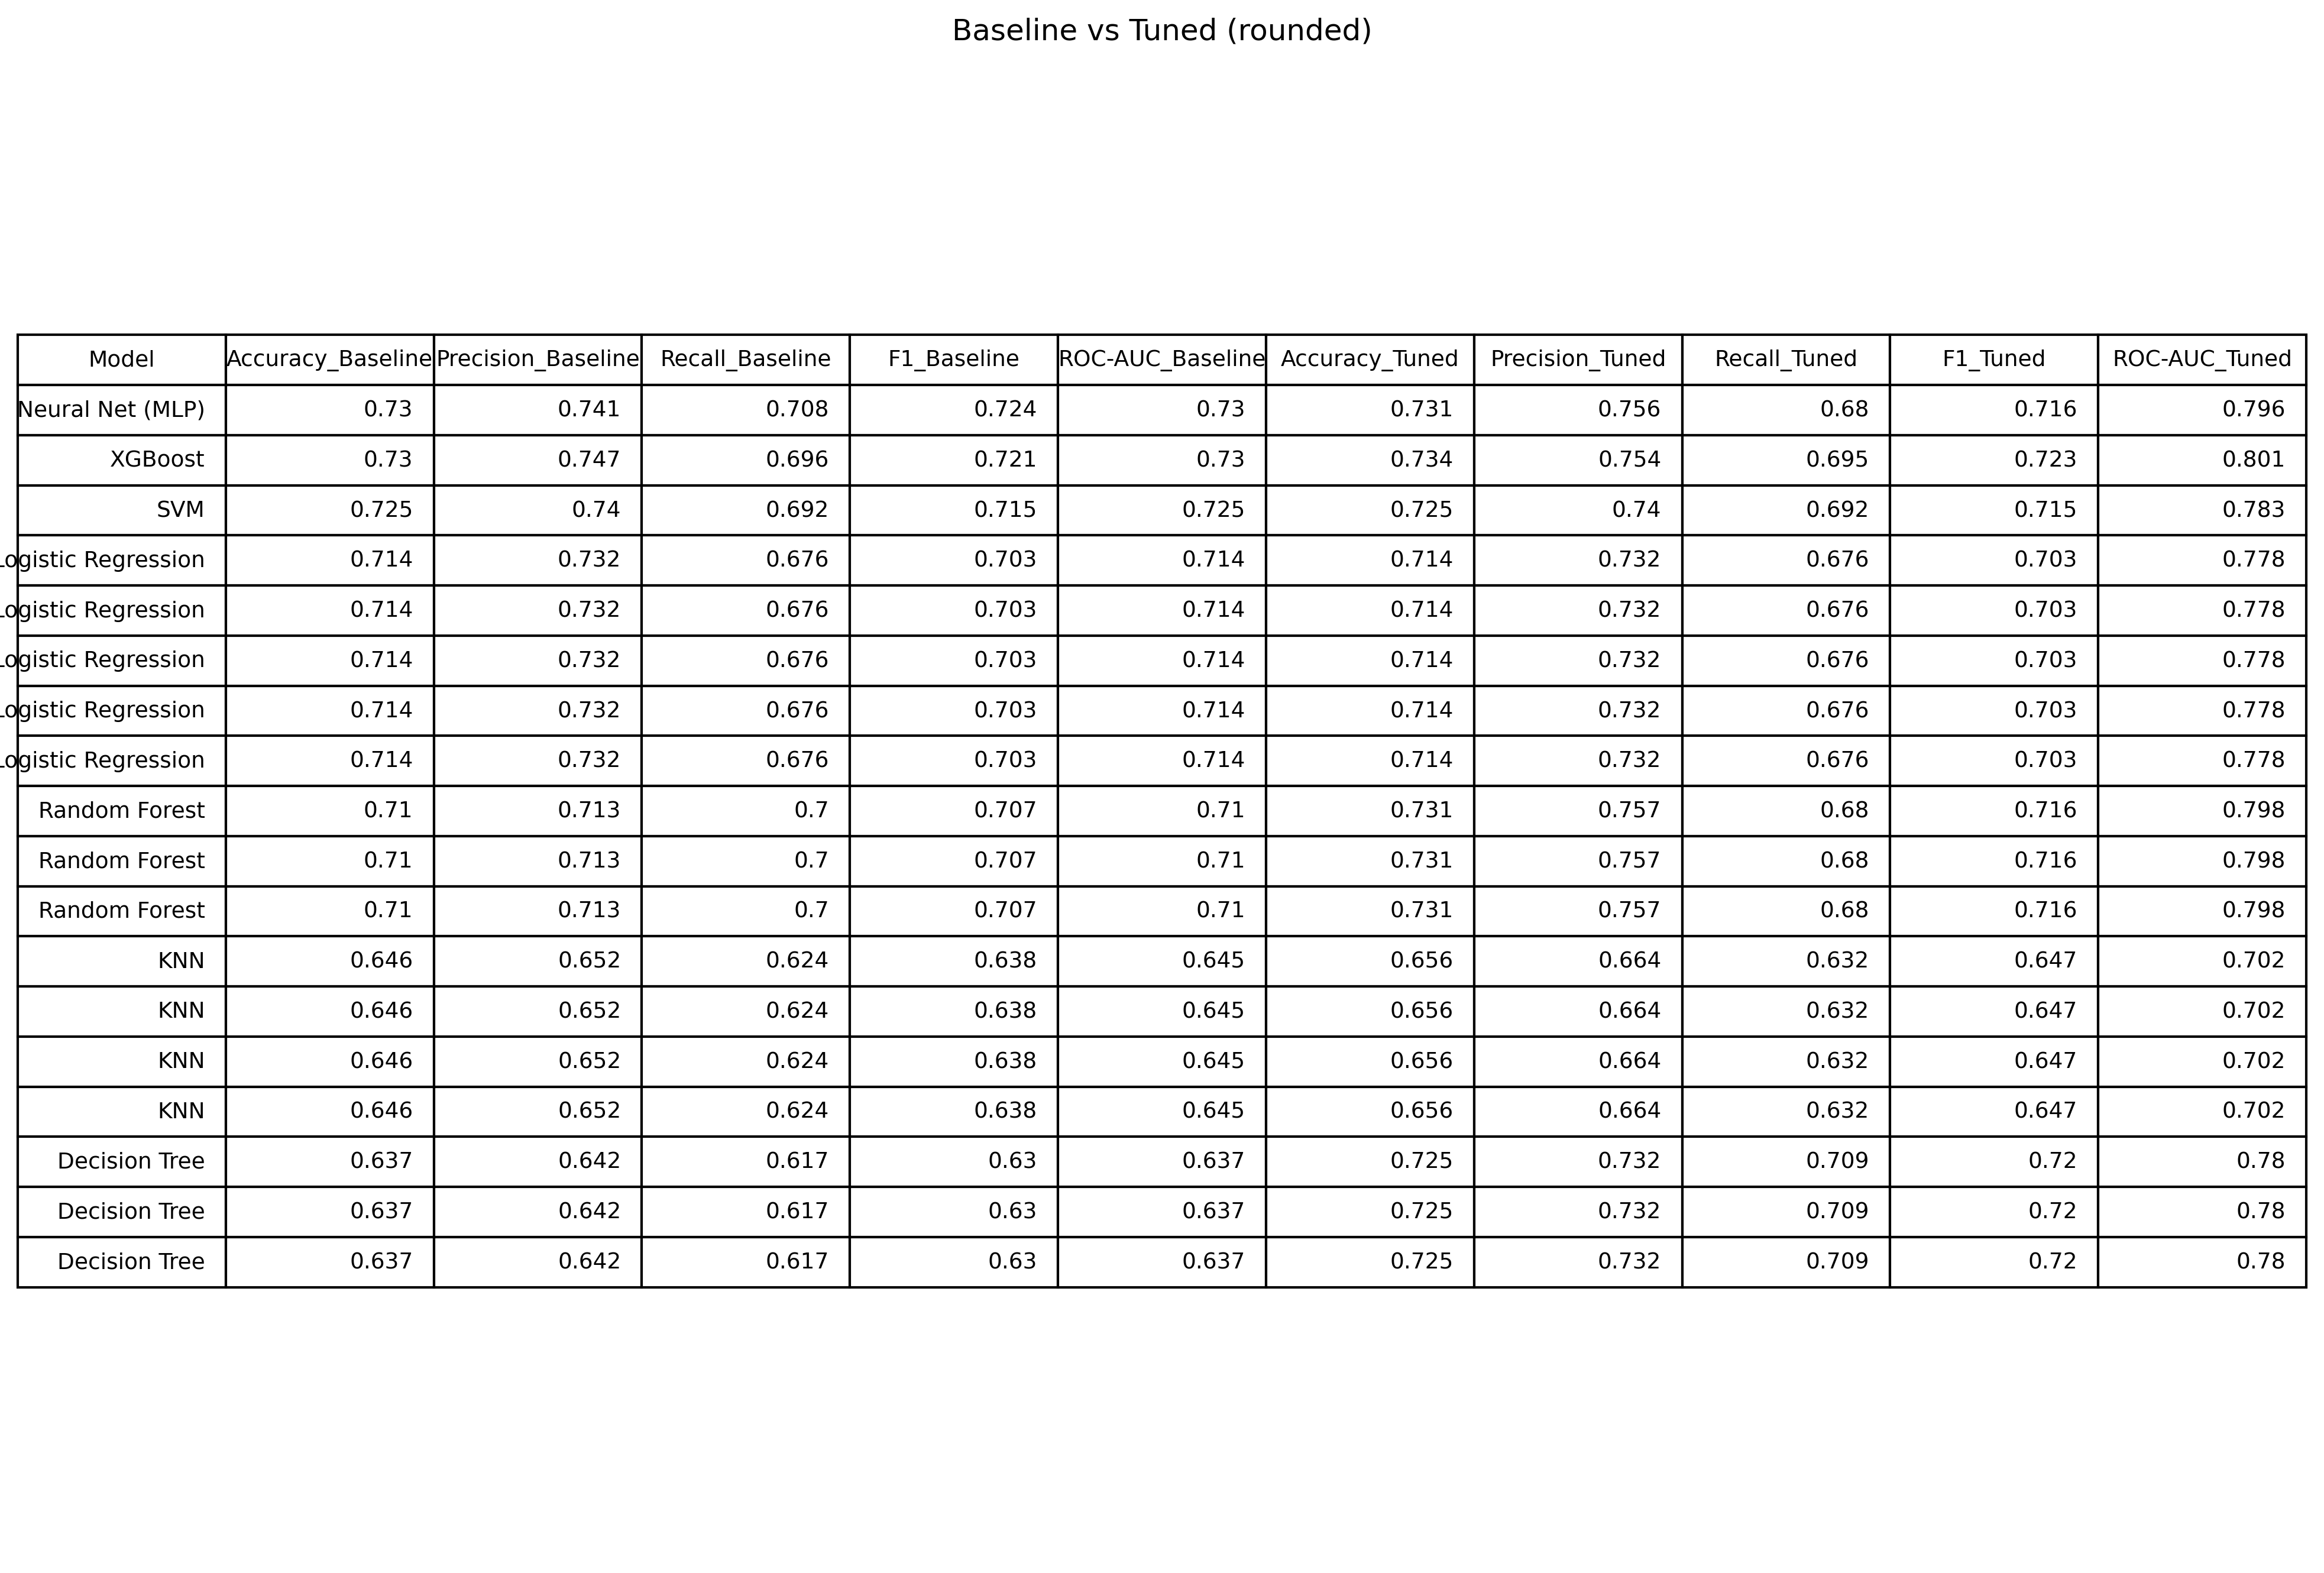 Baseline vs Tuned (rounded)
Model Accuracy_Baseline Precision_Baseline Recall_Baseline F1_Baseline ROC-AUC_Baseline Accuracy_Tuned Precision_Tuned Recall_Tuned F1_Tuned ROC-AUC_Tuned
Neural Net (MLP) 0.73 0.741 0.708 0.724 0.73 0.731 0.756 0.68 0.716 0.796
XGBoost 0.73 0.747 0.696 0.721 0.73 0.734 0.754 0.695 0.723 0.801
SVM 0.725 0.74 0.692 0.715 0.725 0.725 0.74 0.692 0.715 0.783
Logistic Regression 0.714 0.732 0.676 0.703 0.714 0.714 0.732 0.676 0.703 0.778
Logistic Regression 0.714 0.732 0.676 0.703 0.714 0.714 0.732 0.676 0.703 0.778
Logistic Regression 0.714 0.732 0.676 0.703 0.714 0.714 0.732 0.676 0.703 0.778
Logistic Regression 0.714 0.732 0.676 0.703 0.714 0.714 0.732 0.676 0.703 0.778
Logistic Regression 0.714 0.732 0.676 0.703 0.714 0.714 0.732 0.676 0.703 0.778
Random Forest 0.71 0.713 0.7 0.707 0.71 0.731 0.757 0.68 0.716 0.798
Random Forest 0.71 0.713 0.7 0.707 0.71 0.731 0.757 0.68 0.716 0.798
Random Forest 0.71 0.713 0.7 0.707 0.71 0.731 0.757 0.68 0.716 0.798
KNN 0.646 0.652 0.624 0.638 0.645 0.656 0.664 0.632 0.647 0.702
KNN 0.646 0.652 0.624 0.638 0.645 0.656 0.664 0.632 0.647 0.702
KNN 0.646 0.652 0.624 0.638 0.645 0.656 0.664 0.632 0.647 0.702
KNN 0.646 0.652 0.624 0.638 0.645 0.656 0.664 0.632 0.647 0.702
Decision Tree 0.637 0.642 0.617 0.63 0.637 0.725 0.732 0.709 0.72 0.78
Decision Tree 0.637 0.642 0.617 0.63 0.637 0.725 0.732 0.709 0.72 0.78
Decision Tree 0.637 0.642 0.617 0.63 0.637 0.725 0.732 0.709 0.72 0.78